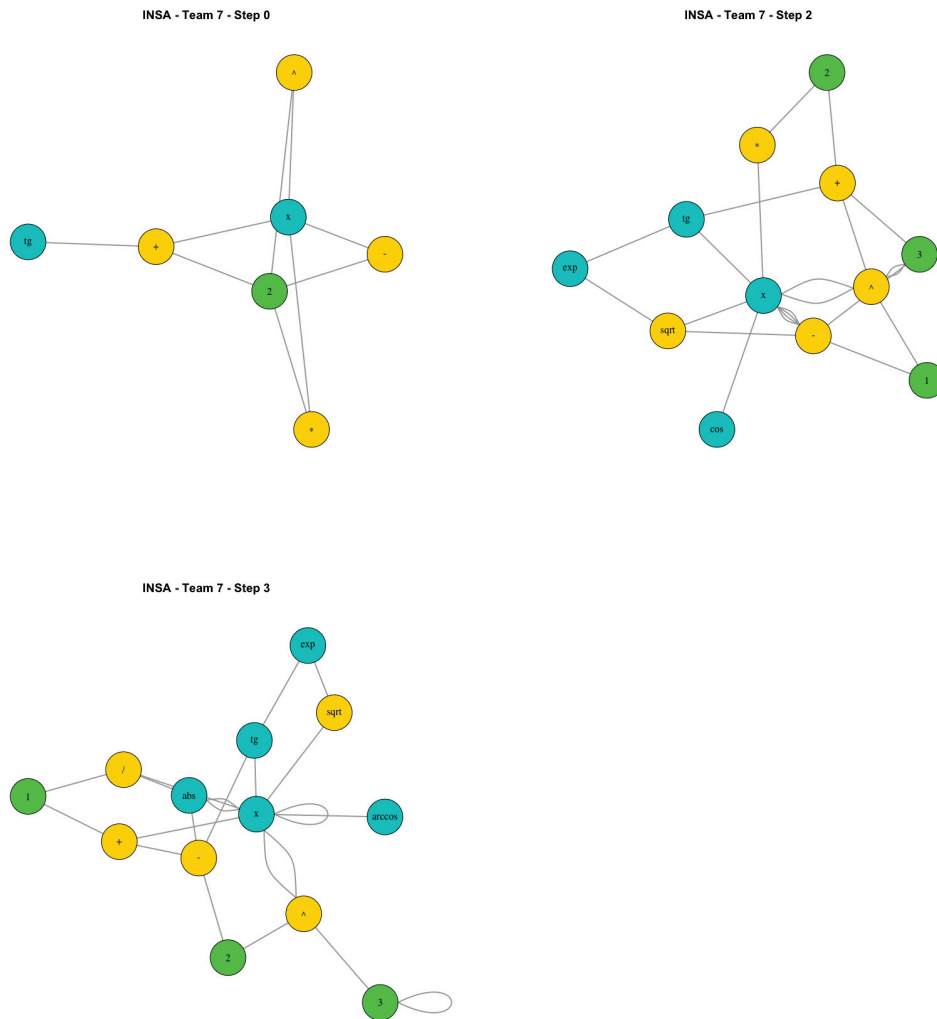 INSA - Team 7 - Step 0
^
x
tg
+
-
2
*
INSA - Team 7 - Step 2
2
*
+
tg
3
exp
^
x
sqrt
-
1
cos
INSA - Team 7 - Step 3
exp
sqrt
tg
/
1
abs
x
arccos
+
-
^
2
3